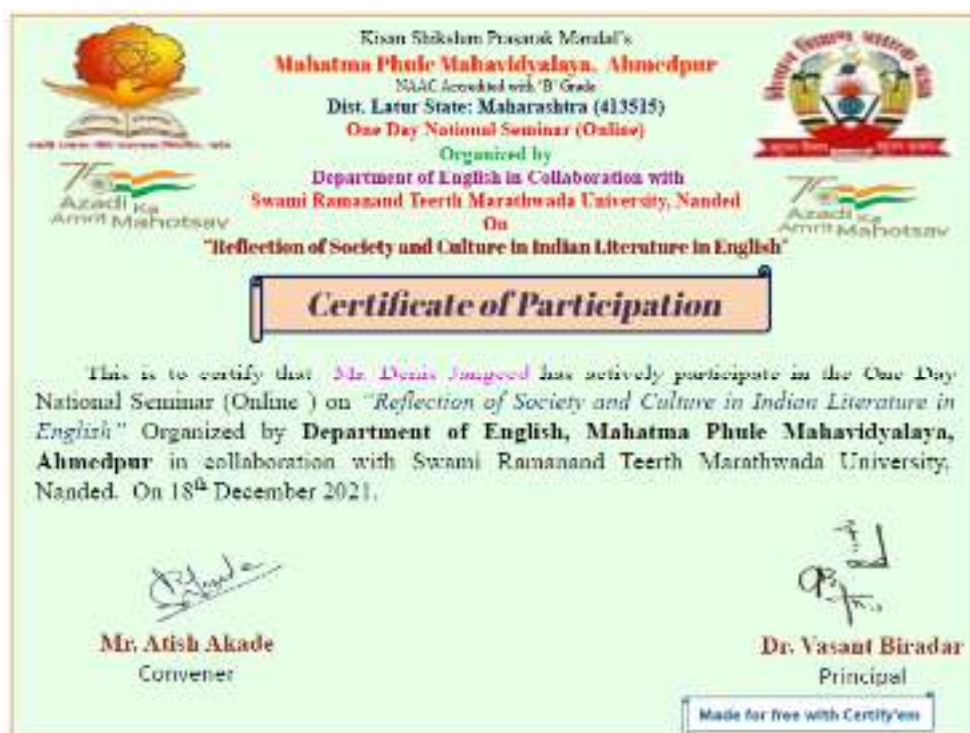 Kisan Shikshan Prasarak Mandal's
Mahatma Phule Mahavidyalaya, Ahmedpur
NAAC Accredited with 'B' Grade
Dist. Latur State: Maharashtra (413515)
One Day National Seminar (Online)
Organized by
Department of English in Collaboration with
Swami Ramanand Teerth Marathwada University, Nanded
On
"Reflection of Society and Culture in Indian Literature in English"
Azadi Ka
Amrit Mahotsav
Azadi Ka
Amrit Mahotsav
Certificate of Participation
This is to certify that Mr. Denis Jangeed has actively participate in the One Day
National Seminar (Online ) on "Reflection of Society and Culture in Indian Literature in
English" Organized by Department of English, Mahatma Phule Mahavidyalaya,
Ahmedpur in collaboration with Swami Ramanand Teerth Marathwada University,
Nanded. On 18th December 2021.
Mr. Atish Akade
Convener
Dr. Vasant Biradar
Principal
Made for free with Certify'em